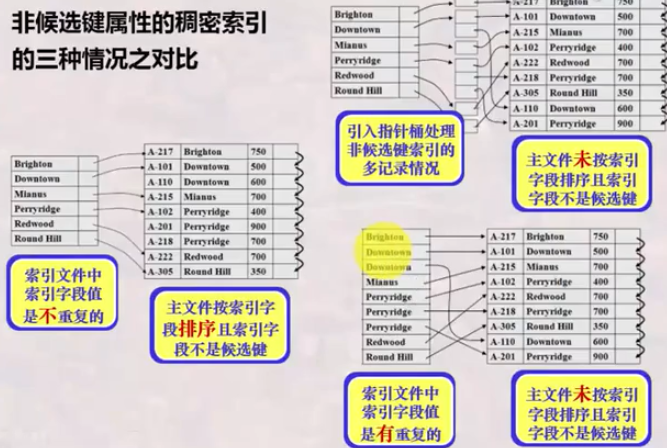 非候选键属性的稠密索引
的三种情况之对比
Brighton
Downtown
Mianus
Perryridge
Redwood
Round Hill
A-217 Brighton 750
A-101 Downtown 500
A-215 Mianus 700
A-102 Perryridge 400
A-222 Redwood 700
A-218 Perryridge 700
A-305 Round Hill 350
A-110 Downtown 600
A-201 Perryridge 900
引入指针桶处理
非候选键索引的
多记录情况
主文件未按索引
字段排序且索引
字段不是候选键
Brighton
Downtown
Mianus
Perryridge
Redwood
Round Hill
A-217 Brighton 750
A-101 Downtown 500
A-110 Downtown 600
A-215 Mianus 700
A-102 Perryridge 400
A-201 Perryridge 900
A-218 Perryridge 700
A-222 Redwood 700
A-305 Round Hill 350
索引文件中
索引字段值
是不重复的
主文件按索引字
段排序且索引字
段不是候选键
Brighton
Downtown
Downtown
Mianus
Perryridge
Perryridge
Perryridge
Redwood
Round Hill
A-217 Brighton 750
A-101 Downtown 500
A-215 Mianus 700
A-102 Perryridge 400
A-222 Redwood 700
A-218 Perryridge 700
A-305 Round Hill 350
A-110 Downtown 600
A-201 Perryridge 900
索引文件中
索引字段值
是有重复的
主文件未按索引
字段排序且索引
字段不是候选键